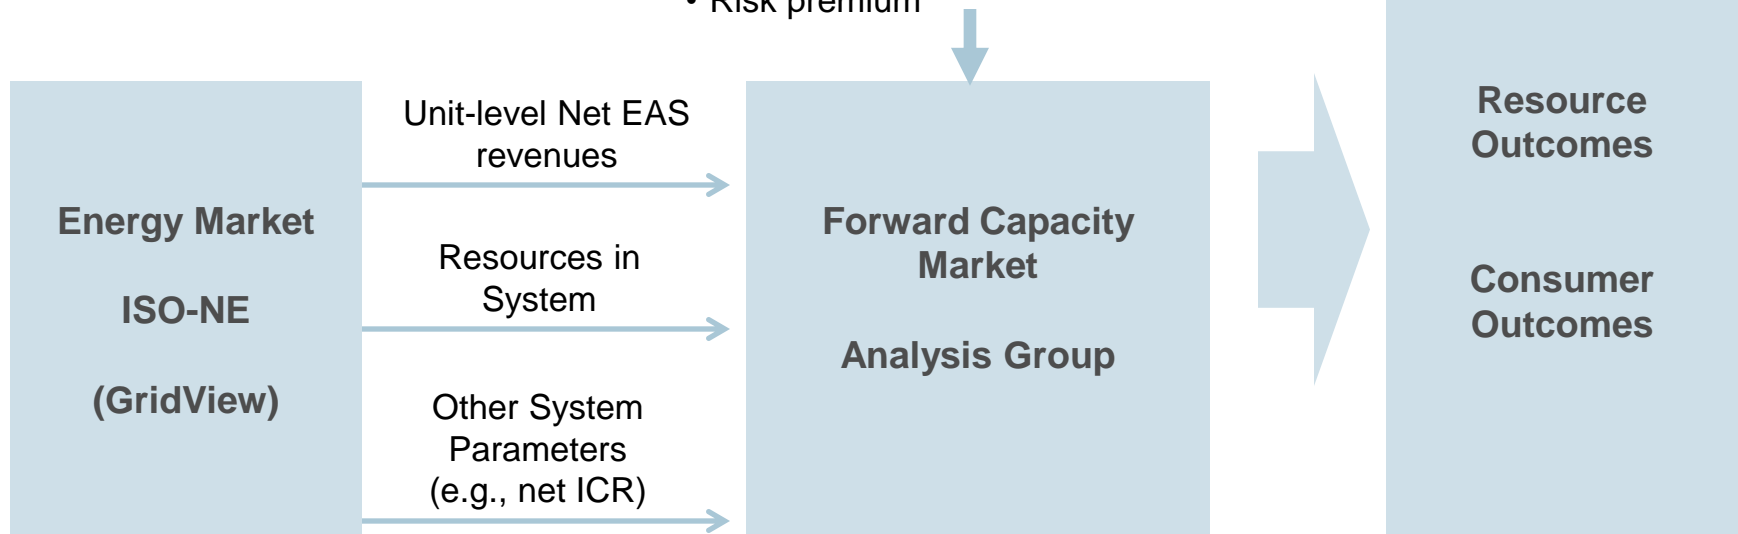 • Risk premium
Unit-level Net EAS
revenues
Resources in
System
Other System
Parameters
(e.g., net ICR)
Energy Market
ISO-NE
(GridView)
Forward Capacity
Market
Analysis Group
Resource
Outcomes
Consumer
Outcomes